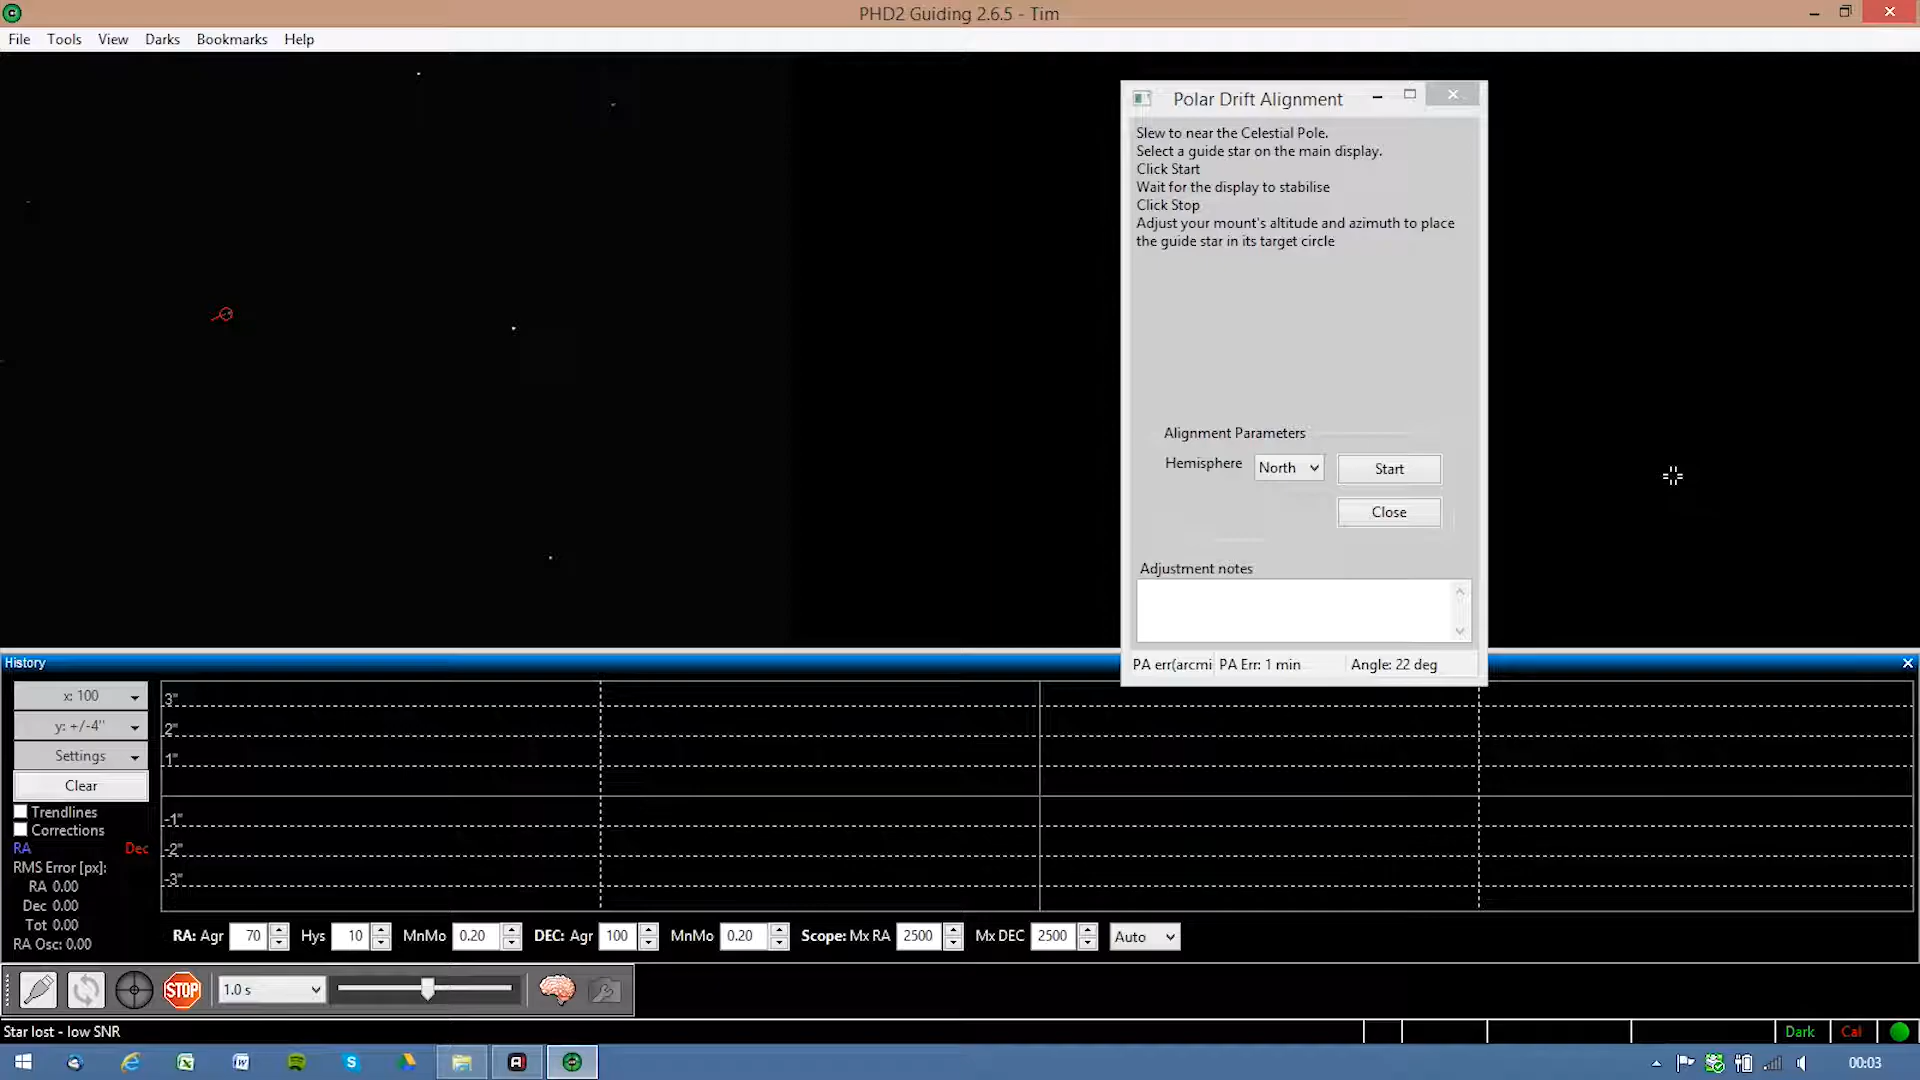 PHD2 Guiding 2.6.5 - Tim
File Tools View Darks Bookmarks Help
Polar Drift Alignment
Slew to near the Celestial Pole.
Select a guide star on the main display.
Click Start
Wait for the display to stabilise
Click Stop
Adjust your mount's altitude and azimuth to place
the guide star in its target circle
Alignment Parameters
Hemisphere North Start
Close
Adjustment notes
PA err(arcmi PA Err: 1 min Angle: 22 deg
History
x: 100
y: +/-4"
Settings
Clear
Trendlines
Corrections
RA Dec
RMS Error [px]:
RA 0.00
Dec 0.00
Tot 0.00
RA Osc: 0.00
3"
2"
1"
-1"
-2"
-3"
RA: Agr 70 Hys 10 MnMo 0.20 DEC: Agr 100 MnMo 0.20 Scope: Mx RA 2500 Mx DEC 2500 Auto
STOP 1.0 s
Star lost - low SNR Dark Cal
00:03